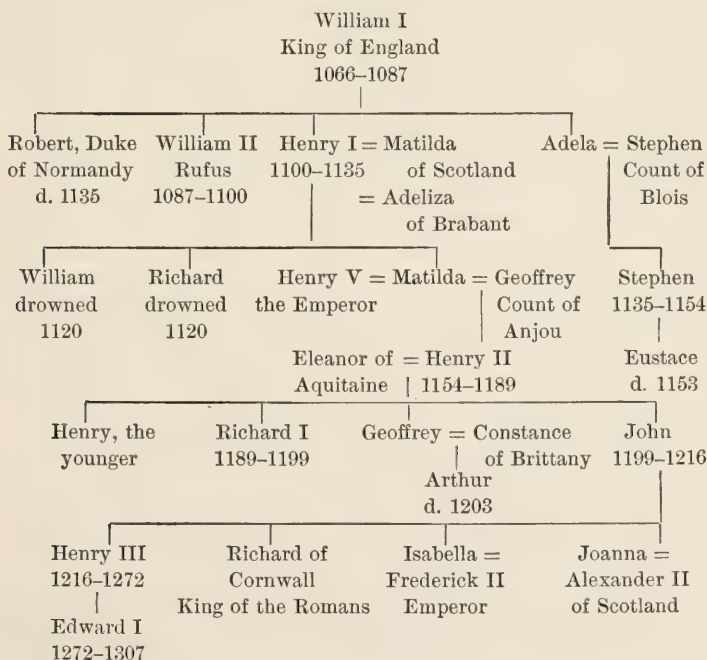 William I
King of England
1066–1087
Robert, Duke William II Henry I = Matilda Adela = Stephen
of Normandy Rufus 1100–1135 of Scotland Count of
d. 1135 1087–1100 = Adeliza Blois
of Brabant
William Richard Henry V = Matilda = Geoffrey Stephen
drowned drowned the Emperor Count of 1135–1154
1120 1120 Anjou
Eleanor of = Henry II Eustace
Aquitaine 1154–1189 d. 1153
Henry, the Richard I Geoffrey = Constance John
younger 1189–1199 of Brittany 1199–1216
Arthur
d. 1203
Henry III Richard of Isabella = Joanna =
1216–1272 Cornwall Frederick II Alexander II
King of the Romans Emperor of Scotland
Edward I
1272–1307